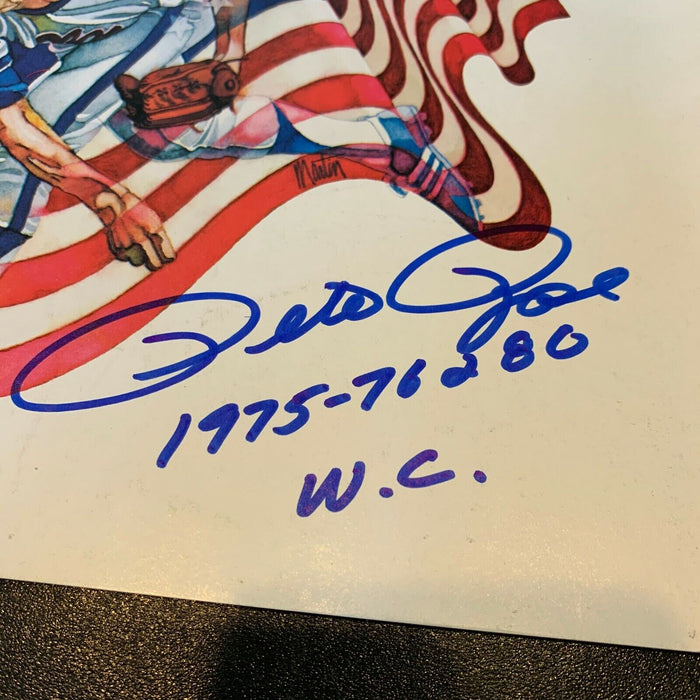 Martin
Pete Rose
1975-76 & 80
W.C.